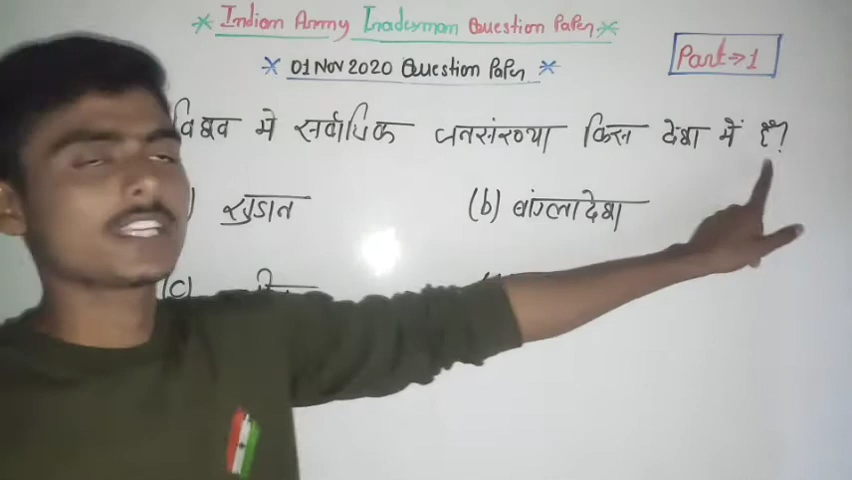 Indian Army Tradesman Question Paper
01 Nov 2020 Question Paper
Part → 1
विश्व में सर्वाधिक जनसंख्या किस देश में है?
सुडान (b) बांग्लादेश
(c)